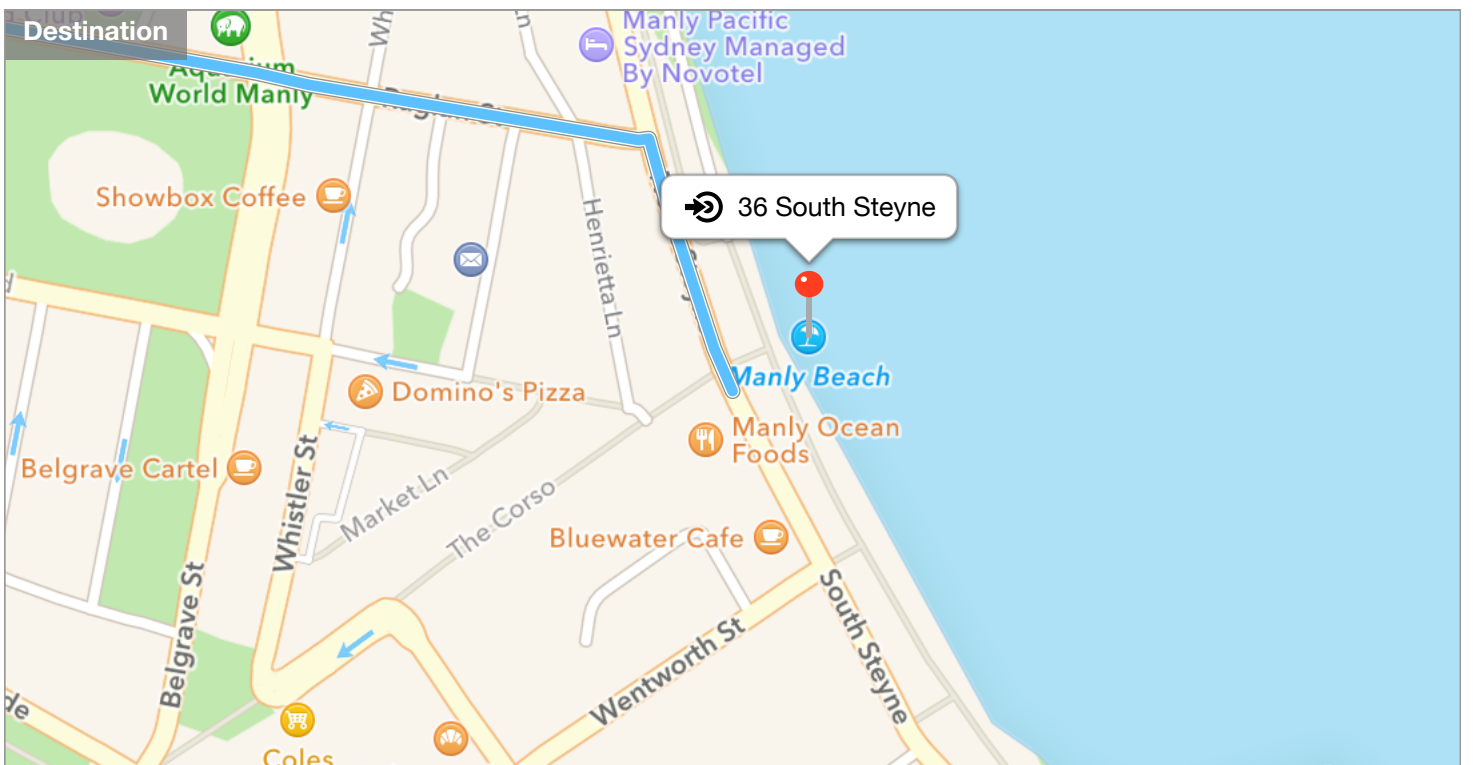 Destination
Manly Pacific
Sydney Managed
By Novotel
Aquarium
World Manly
Raglan St
36 South Steyne
Showbox Coffee
Henrietta Ln
Manly Beach
Domino's Pizza
Manly Ocean
Foods
Belgrave Cartel
Whistler St
Market Ln
The Corso
Bluewater Cafe
Belgrave St
South Steyne
Wentworth St
Coles